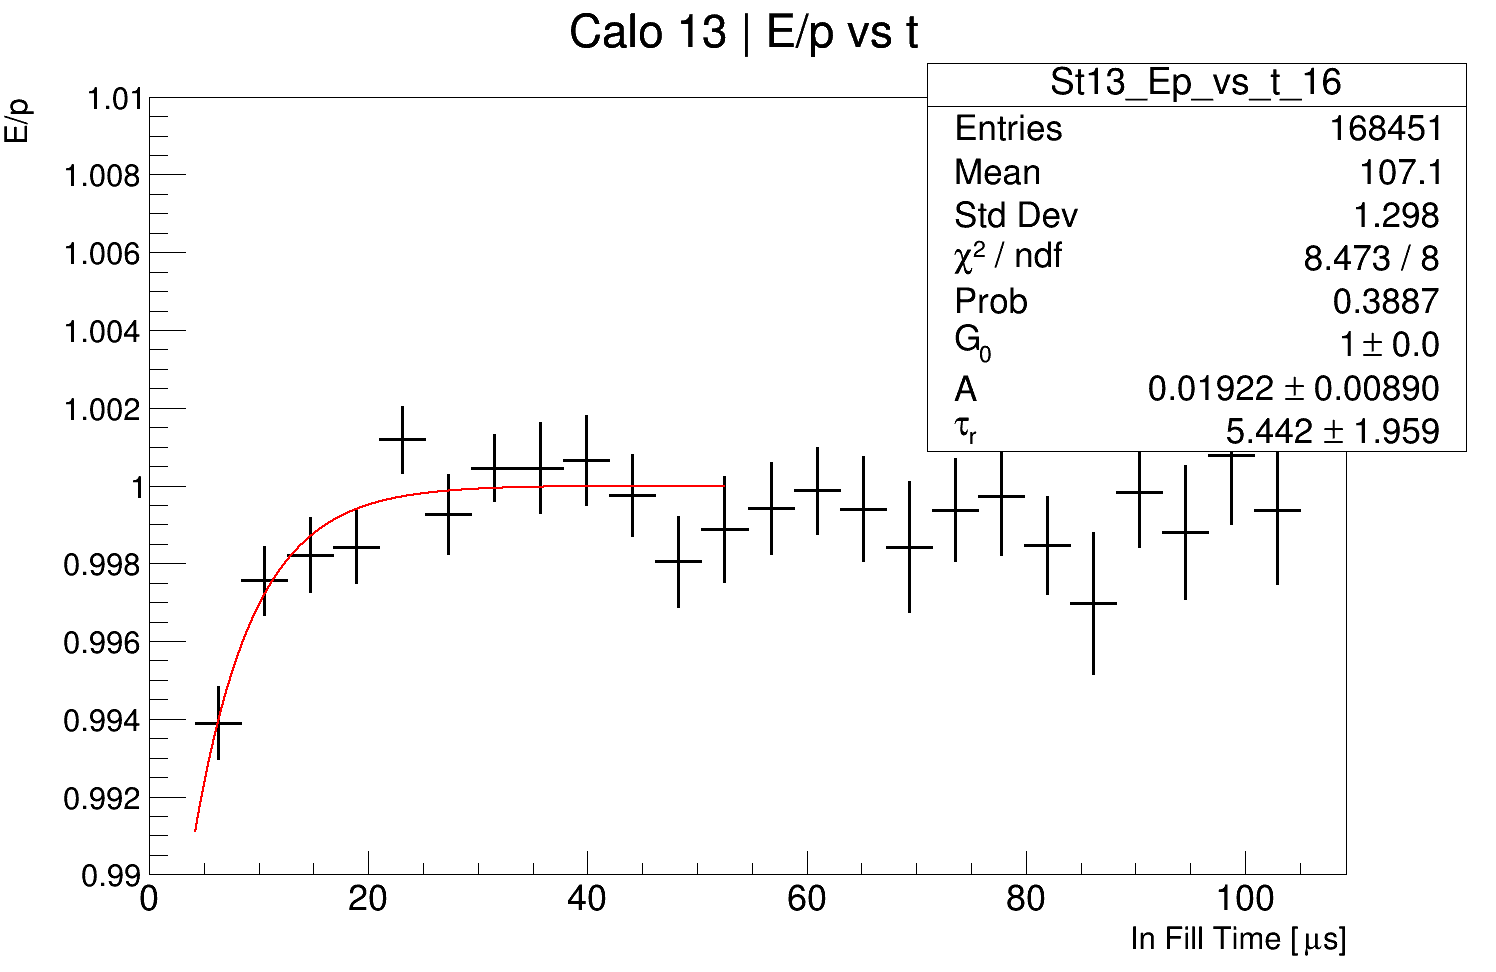 Calo 13 | E/p vs t
E/p
St13_Ep_vs_t_16
Entries 168451
Mean 107.1
Std Dev 1.298
χ² / ndf 8.473 / 8
Prob 0.3887
G₀ 1 ± 0.0
A 0.01922 ± 0.00890
τᵣ 5.442 ± 1.959
1.01
1.008
1.006
1.004
1.002
1
0.998
0.996
0.994
0.992
0.99
0 20 40 60 80 100
In Fill Time [μs]